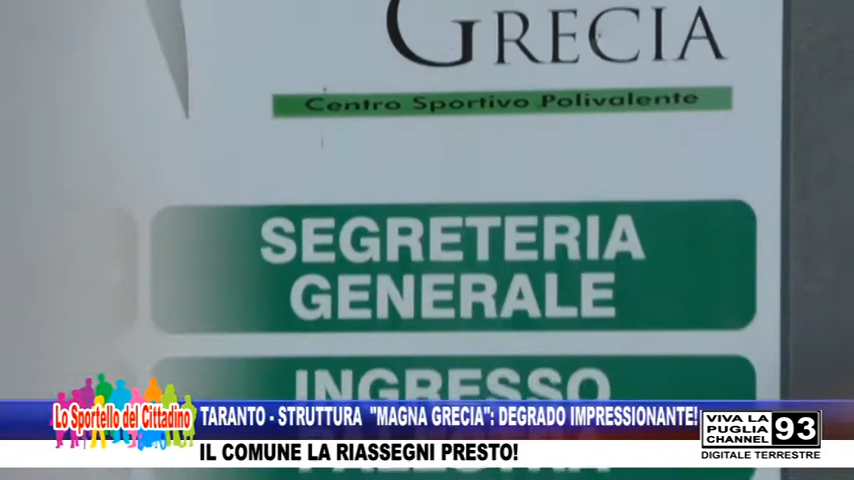 GRECIA
Centro Sportivo Polivalente
SEGRETERIA
GENERALE
INGRESSO
PALESTRA
Lo Sportello del Cittadino
TARANTO - STRUTTURA "MAGNA GRECIA": DEGRADO IMPRESSIONANTE!
IL COMUNE LA RIASSEGNI PRESTO!
VIVA LA
PUGLIA
CHANNEL 93
DIGITALE TERRESTRE